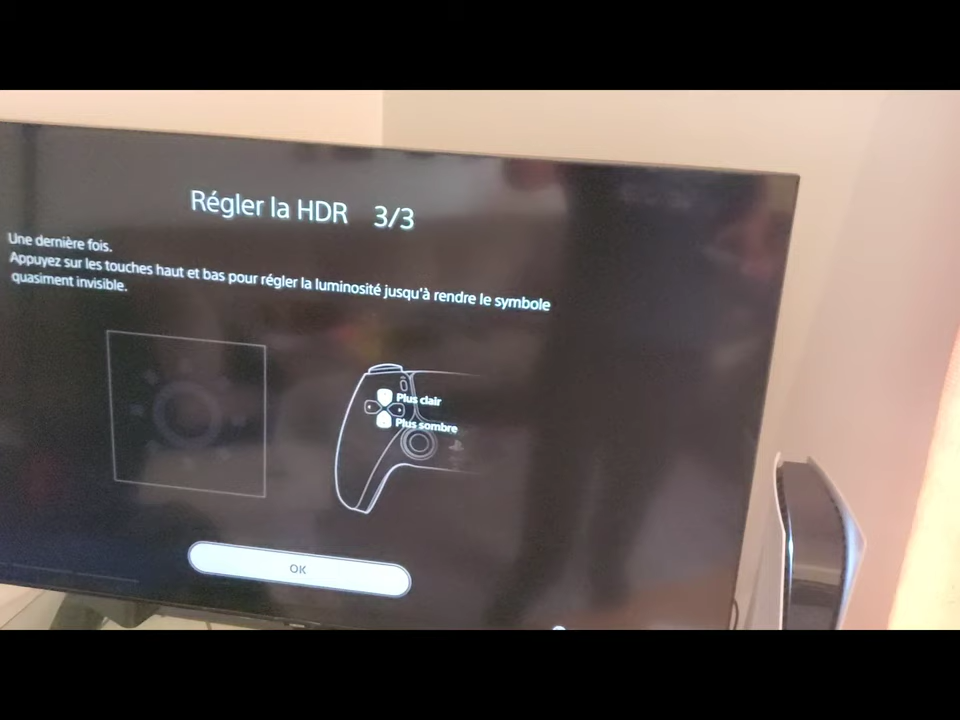 Régler la HDR 3/3
Une dernière fois.
Appuyez sur les touches haut et bas pour régler la luminosité jusqu'à rendre le symbole
quasiment invisible.
Plus clair
Plus sombre
OK